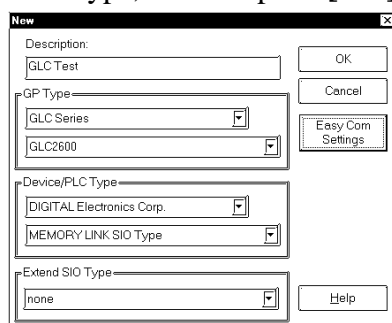 New
Description:
GLC Test
OK
Cancel
Easy Com
Settings
GP Type
GLC Series
GLC2600
Device/PLC Type
DIGITAL Electronics Corp.
MEMORY LINK SIO Type
Extend SIO Type
none
Help